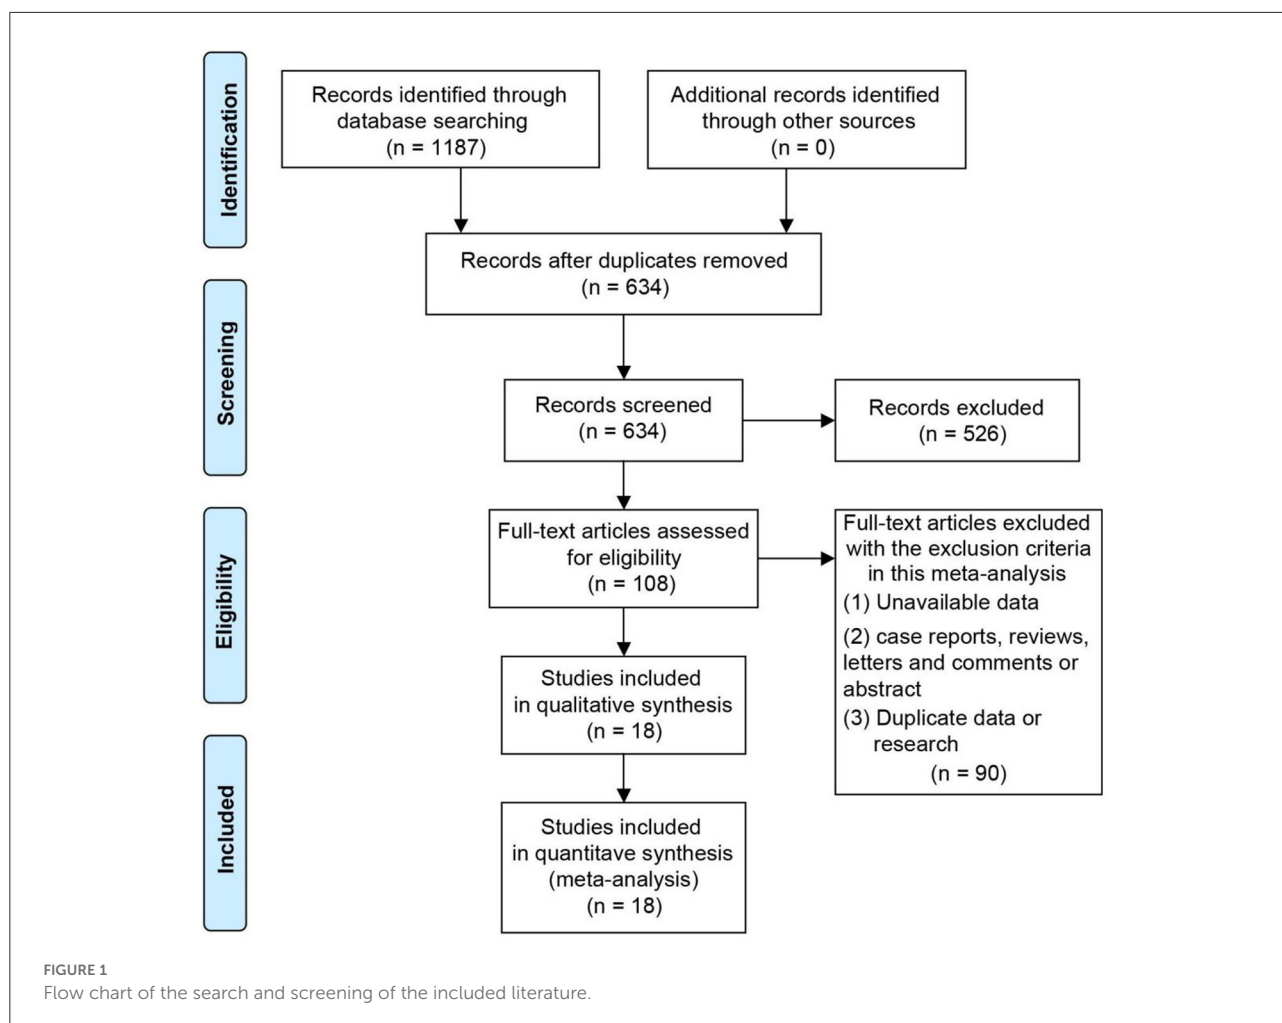 Identification
Records identified through
database searching
(n = 1187)
Additional records identified
through other sources
(n = 0)
Records after duplicates removed
(n = 634)
Screening
Records screened
(n = 634)
Records excluded
(n = 526)
Eligibility
Full-text articles assessed
for eligibility
(n = 108)
Full-text articles excluded
with the exclusion criteria
in this meta-analysis
(1) Unavailable data
(2) case reports, reviews,
letters and comments or
abstract
(3) Duplicate data or
research
(n = 90)
Studies included
in qualitative synthesis
(n = 18)
Included
Studies included
in quantitave synthesis
(meta-analysis)
(n = 18)
FIGURE 1
Flow chart of the search and screening of the included literature.